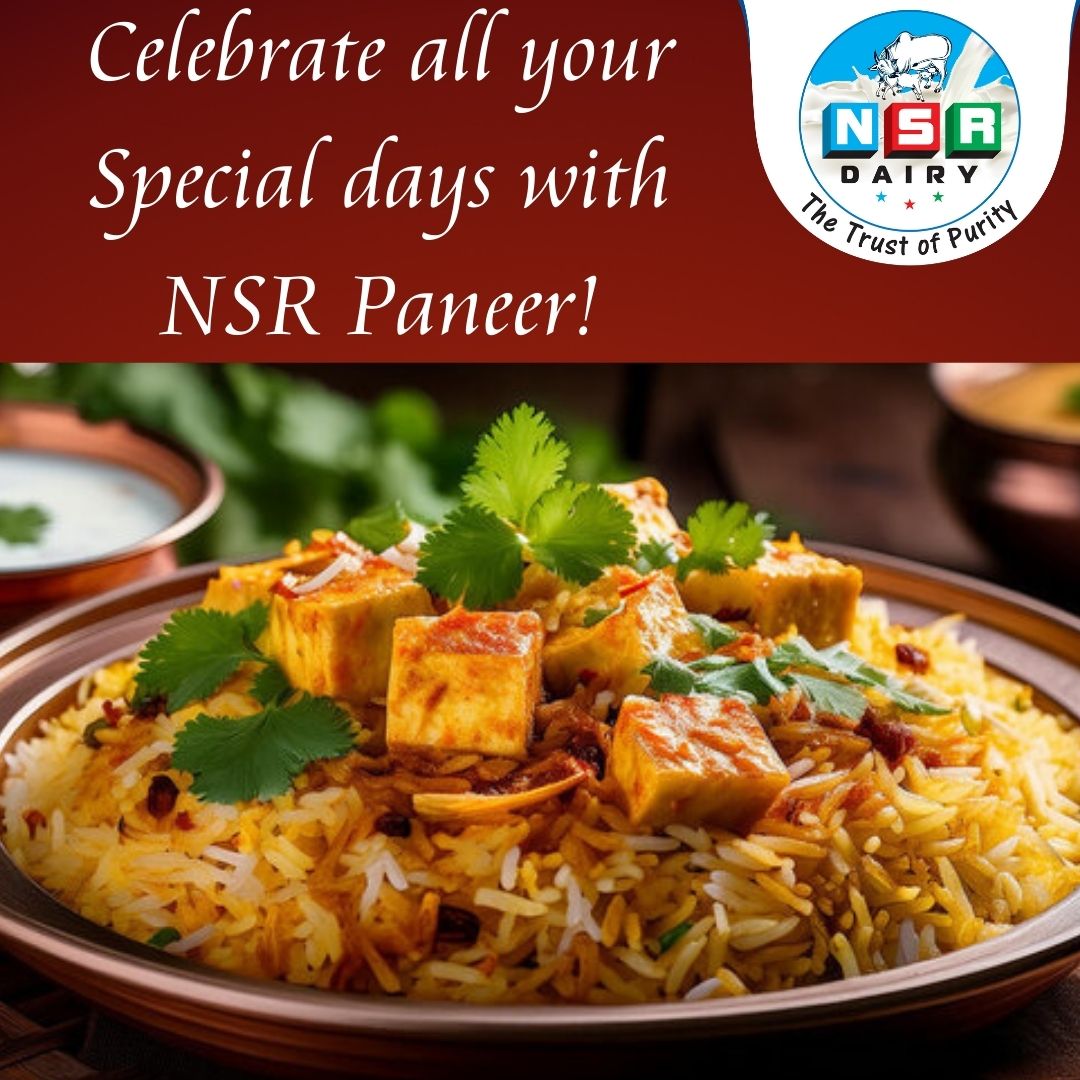 Celebrate all your
Special days with
NSR Paneer!
NSR
DAIRY
The Trust of Purity